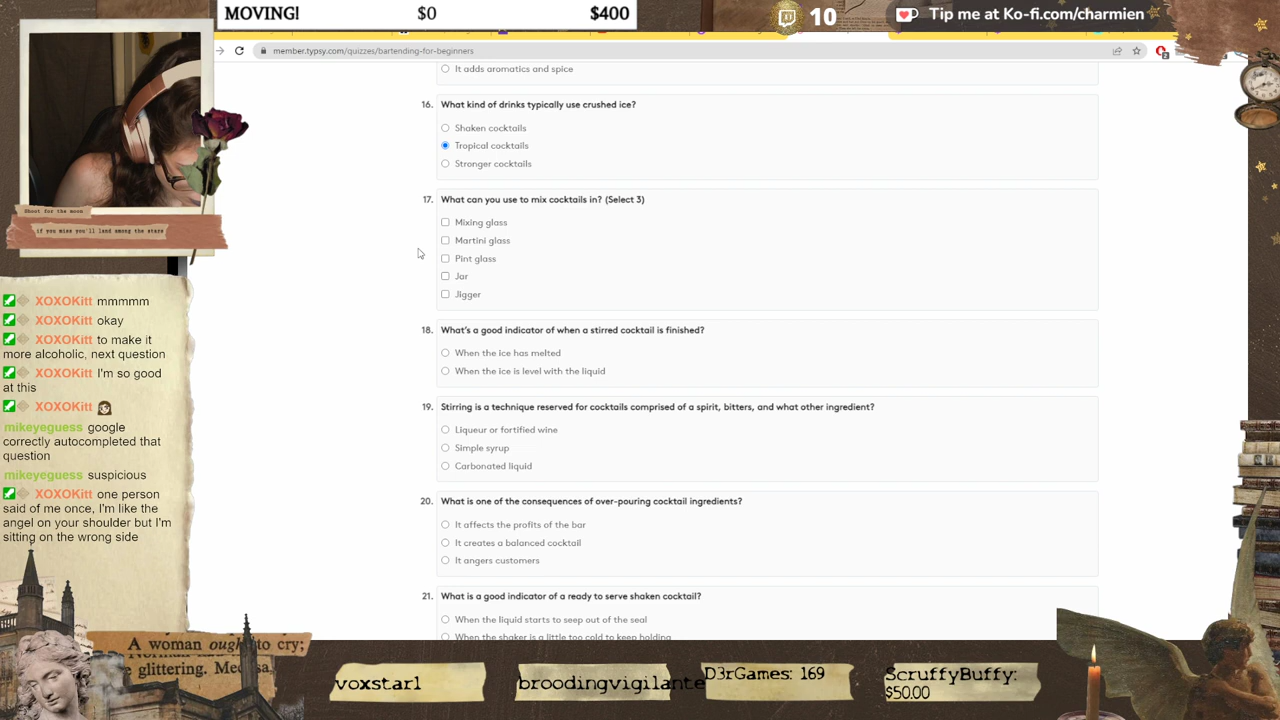 MOVING!
$0
$400
10
Tip me at Ko-fi.com/charmien
member.typsy.com/quizzes/bartending-for-beginners
It adds aromatics and spice
16. What kind of drinks typically use crushed ice?
Shaken cocktails
Tropical cocktails
Stronger cocktails
17. What can you use to mix cocktails in? (Select 3)
Mixing glass
Martini glass
Pint glass
Jar
Jigger
18. What's a good indicator of when a stirred cocktail is finished?
When the ice has melted
When the ice is level with the liquid
19. Stirring is a technique reserved for cocktails comprised of a spirit, bitters, and what other ingredient?
Liqueur or fortified wine
Simple syrup
Carbonated liquid
20. What is one of the consequences of over-pouring cocktail ingredients?
It affects the profits of the bar
It creates a balanced cocktail
It angers customers
21. What is a good indicator of a ready to serve shaken cocktail?
When the liquid starts to seep out of the seal
When the shaker is a little too cold to keep holding
Shoot for the moon
if you miss you'll land among the stars
XOXOKitt mmmmm
XOXOKitt okay
XOXOKitt to make it
more alcoholic, next question
XOXOKitt I'm so good
at this
XOXOKitt
mikeyeguess google
correctly autocompleted that
question
mikeyeguess suspicious
XOXOKitt one person
said of me once, I'm like the
angel on your shoulder but I'm
sitting on the wrong side
A woman ought to cry;
glittering.
voxstar1
broodingvigilante
D3rGames: 169
ScruffyBuffy:
$50.00